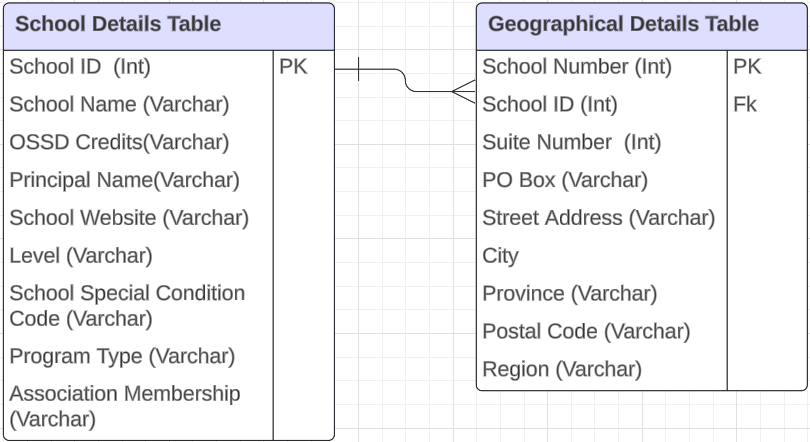 School Details Table
School ID  (Int) PK
School Name (Varchar)
OSSD Credits(Varchar)
Principal Name(Varchar)
School Website (Varchar)
Level (Varchar)
School Special Condition
Code (Varchar)
Program Type (Varchar)
Association Membership
(Varchar)
Geographical Details Table
School Number (Int) PK
School ID (Int) Fk
Suite Number  (Int)
PO Box (Varchar)
Street Address (Varchar)
City
Province (Varchar)
Postal Code (Varchar)
Region (Varchar)